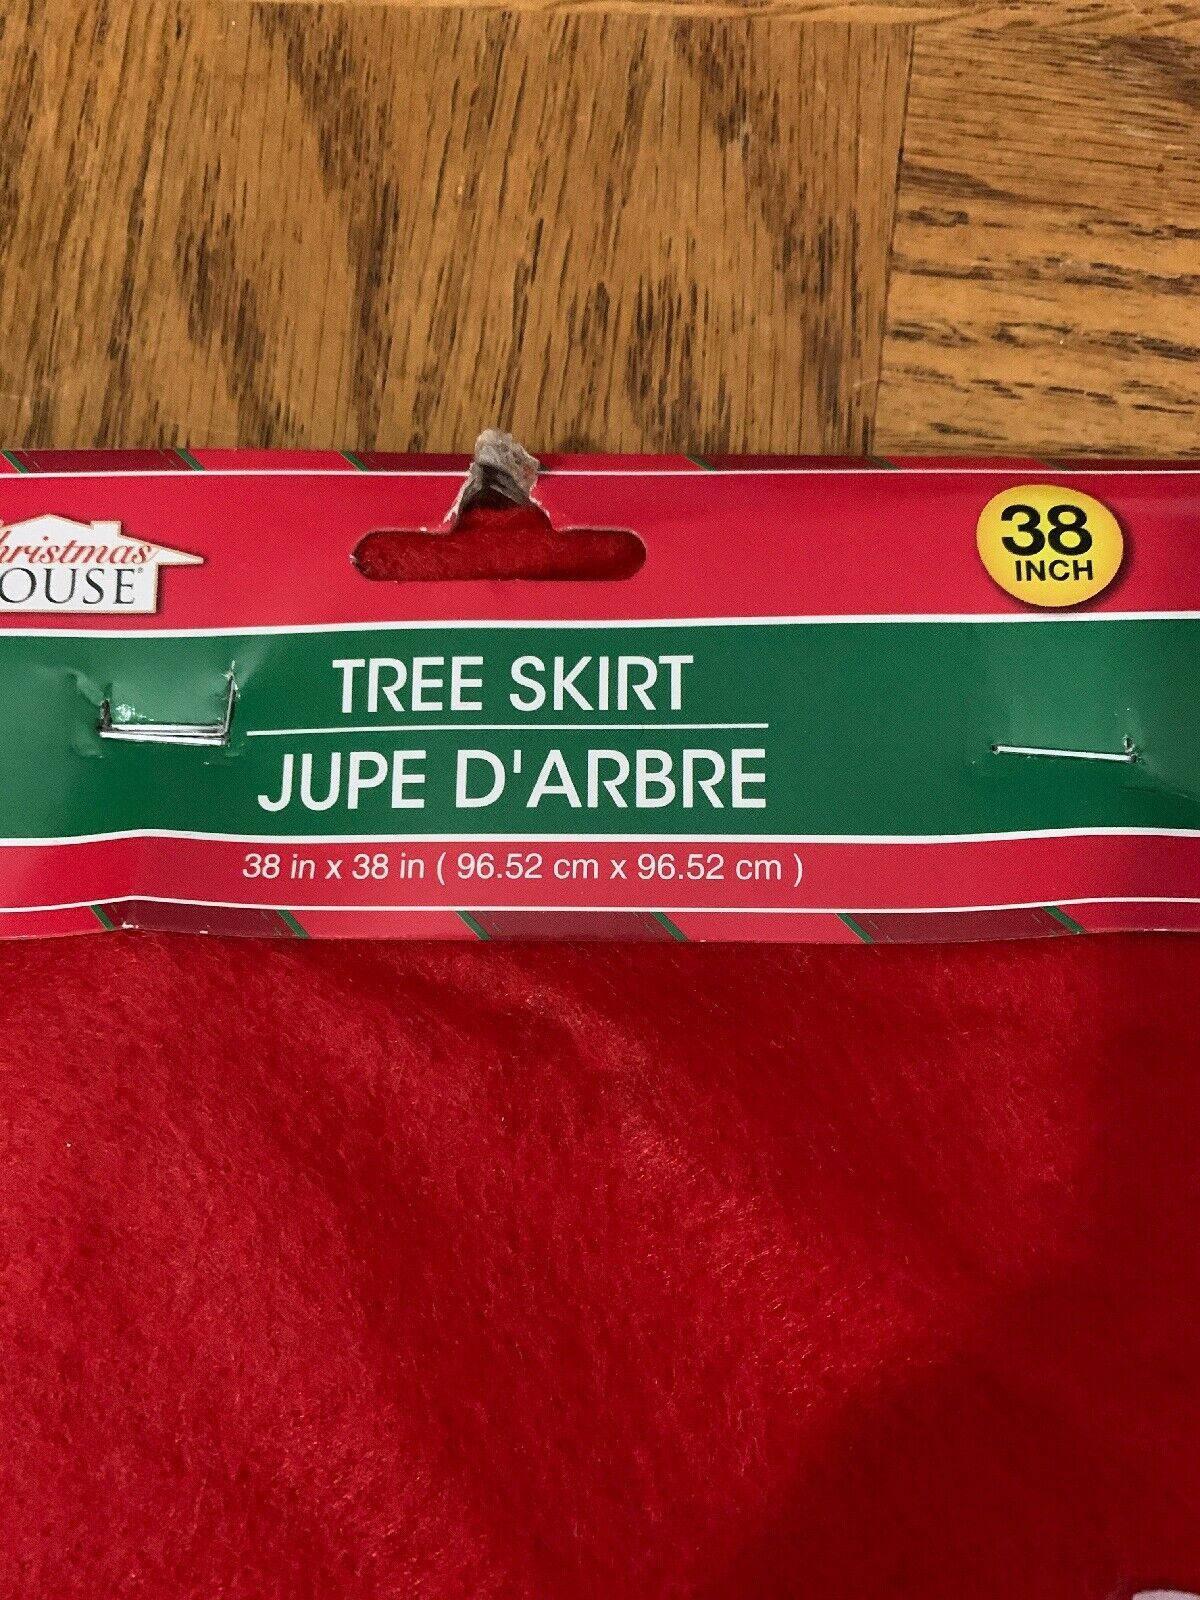 hristmas
OUSE®
38
INCH
TREE SKIRT
JUPE D'ARBRE
38 in x 38 in ( 96.52 cm x 96.52 cm )